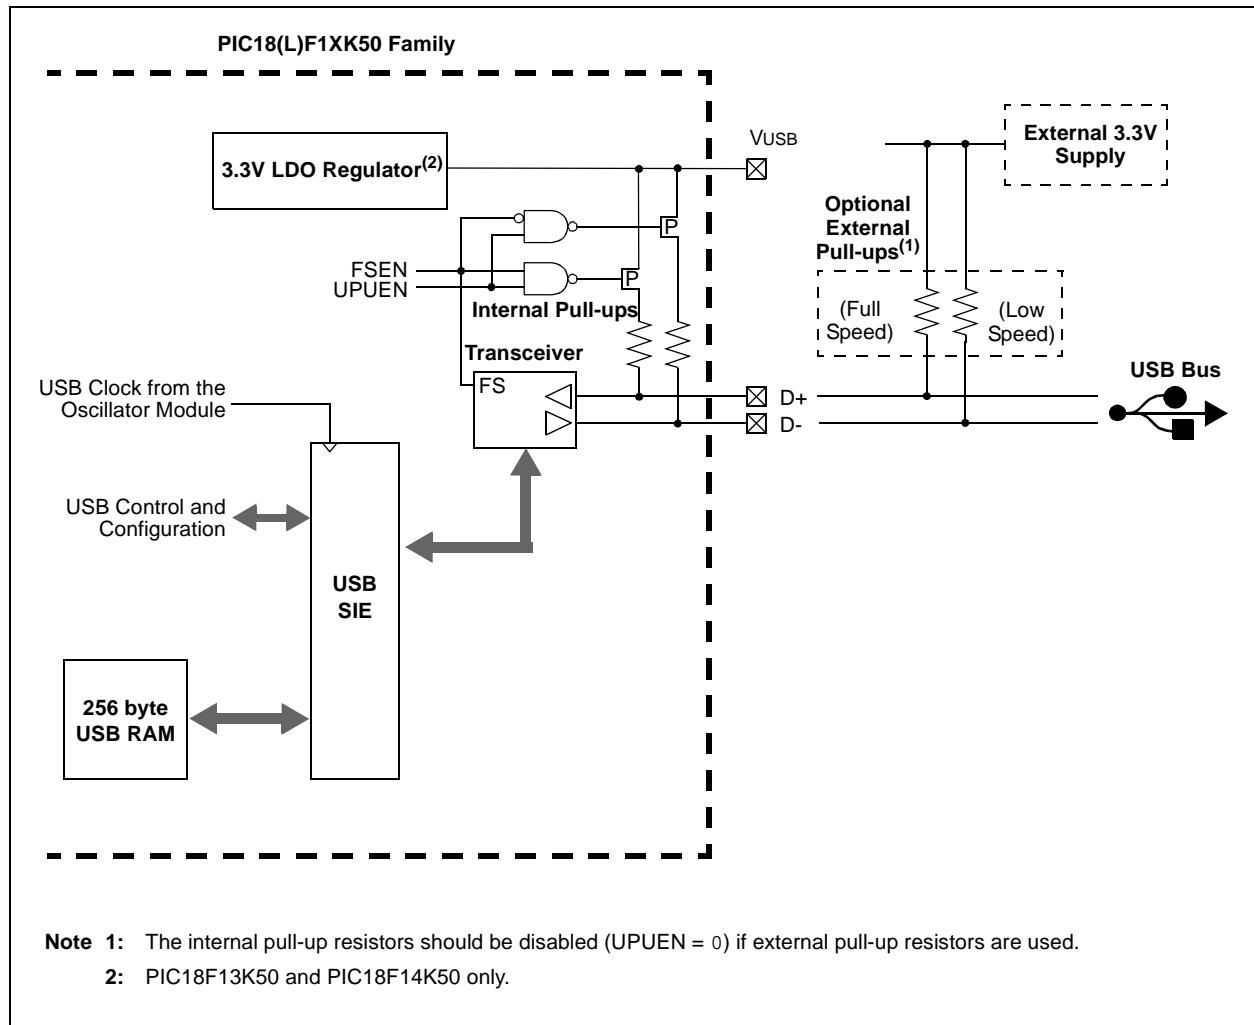 PIC18(L)F1XK50 Family
3.3V LDO Regulator(2)
VUSB
External 3.3V
Supply
Optional
External
Pull-ups(1)
P
P
FSEN
UPUEN
Internal Pull-ups
(Full
Speed)
(Low
Speed)
Transceiver
FS
USB Clock from the
Oscillator Module
D+
D-
USB Bus
USB Control and
Configuration
USB
SIE
256 byte
USB RAM
Note 1: The internal pull-up resistors should be disabled (UPUEN = 0) if external pull-up resistors are used.
2: PIC18F13K50 and PIC18F14K50 only.